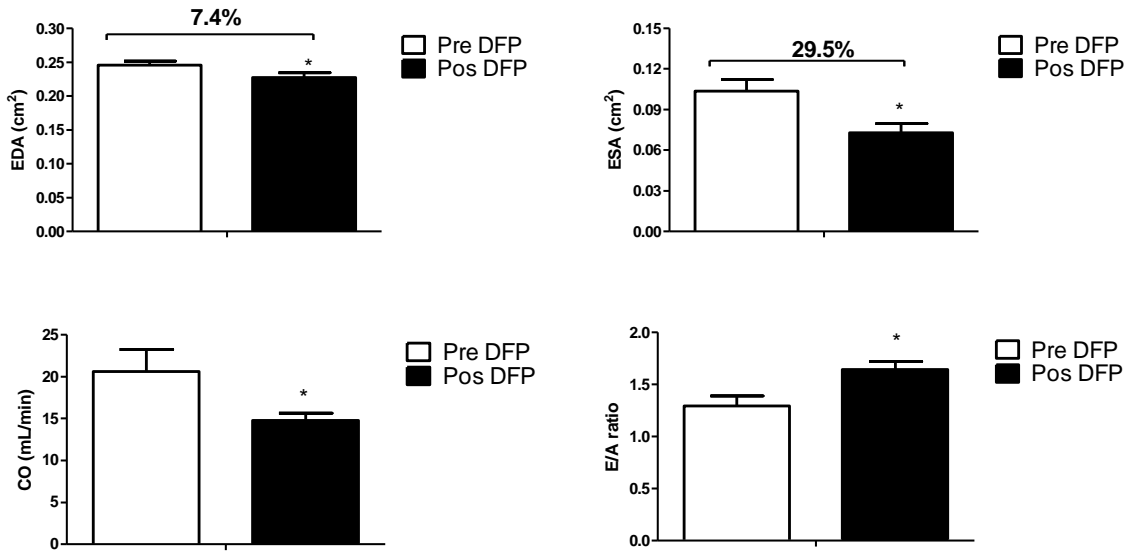 7.4%
0.30
0.25
0.20
0.15
0.10
0.05
0.00
EDA (cm²)
*
Pre DFP
Pos DFP
0.15
0.12
0.09
0.06
0.03
0.00
ESA (cm²)
29.5%
*
Pre DFP
Pos DFP
25
20
15
10
5
0
CO (mL/min)
*
Pre DFP
Pos DFP
2.0
1.5
1.0
0.5
0.0
E/A ratio
*
Pre DFP
Pos DFP